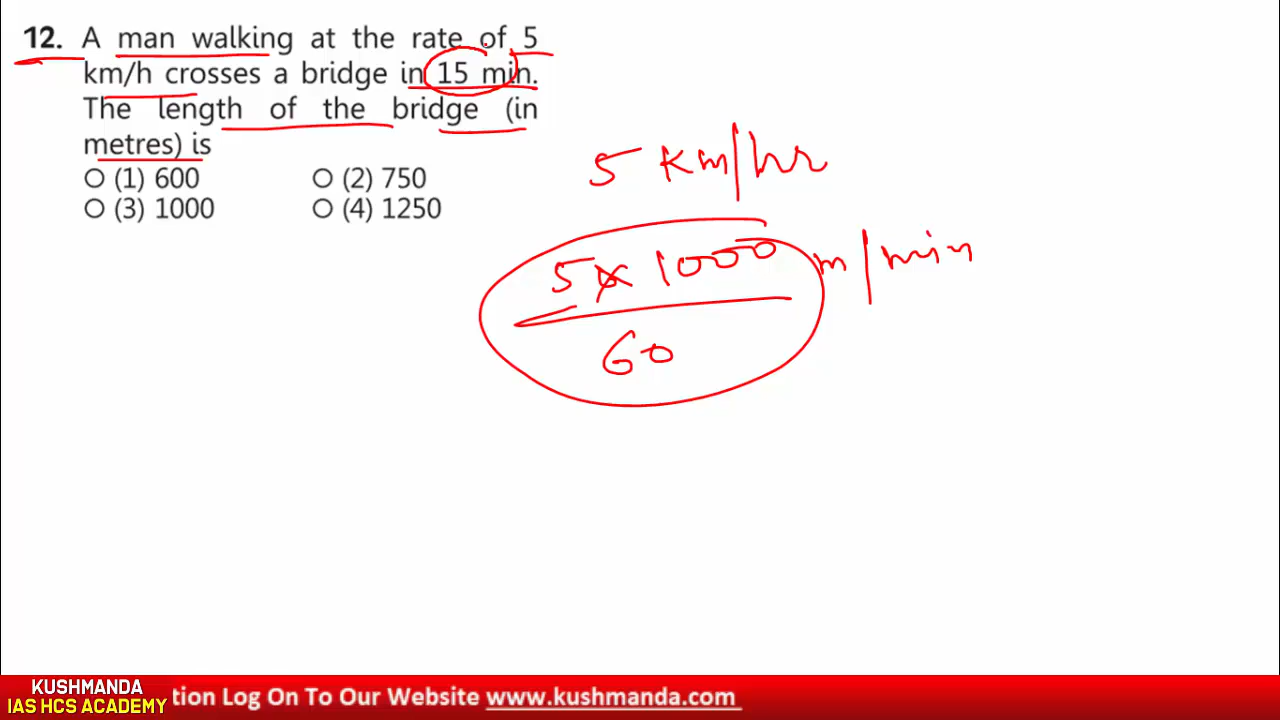 12. A man walking at the rate of 5
km/h crosses a bridge in 15 min.
The length of the bridge (in
metres) is
(1) 600 (2) 750
(3) 1000 (4) 1250
5 km/hr
5 x 1000 m/min
60
KUSHMANDA
IAS HCS ACADEMY
tion Log On To Our Website www.kushmanda.com